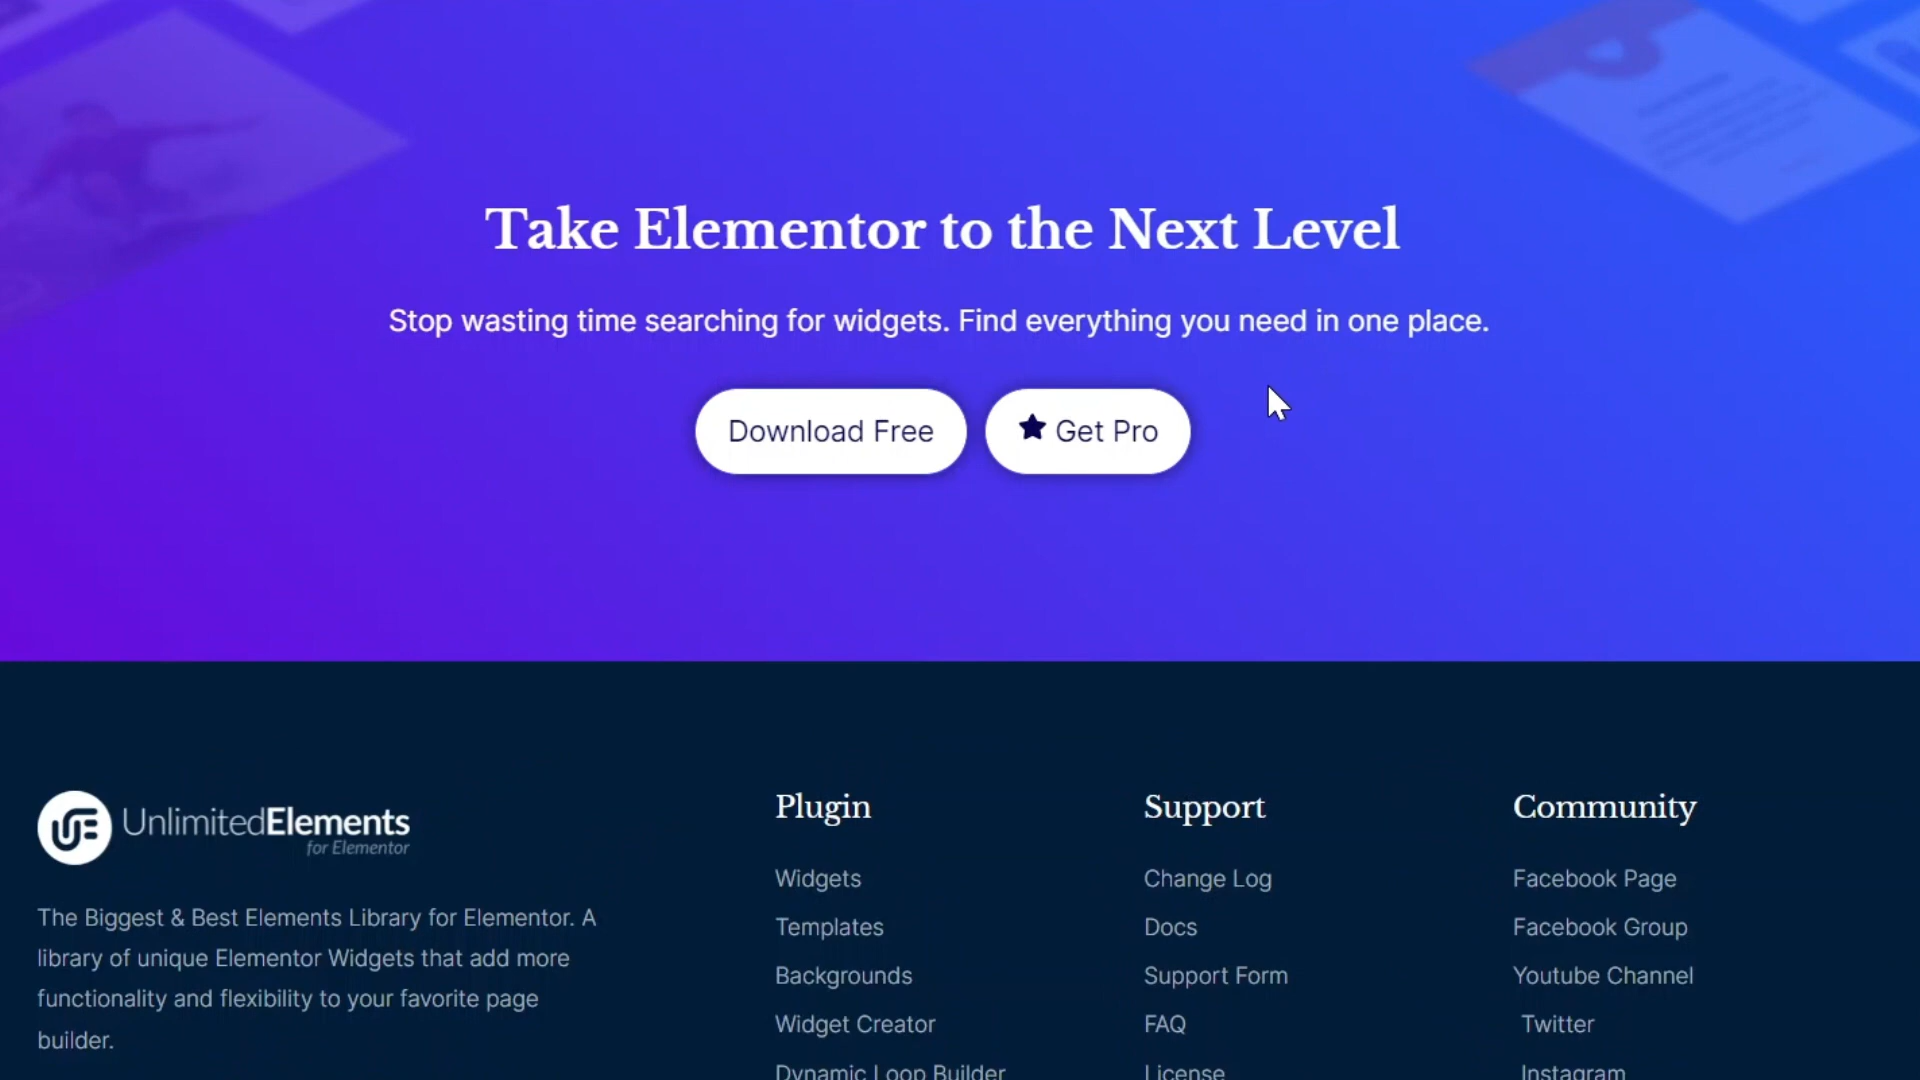 Take Elementor to the Next Level
Stop wasting time searching for widgets. Find everything you need in one place.
Download Free
Get Pro
UnlimitedElements
for Elementor
The Biggest & Best Elements Library for Elementor. A
library of unique Elementor Widgets that add more
functionality and flexibility to your favorite page
builder.
Plugin
Widgets
Templates
Backgrounds
Widget Creator
Dynamic Loop Builder
Support
Change Log
Docs
Support Form
FAQ
License
Community
Facebook Page
Facebook Group
Youtube Channel
Twitter
Instagram